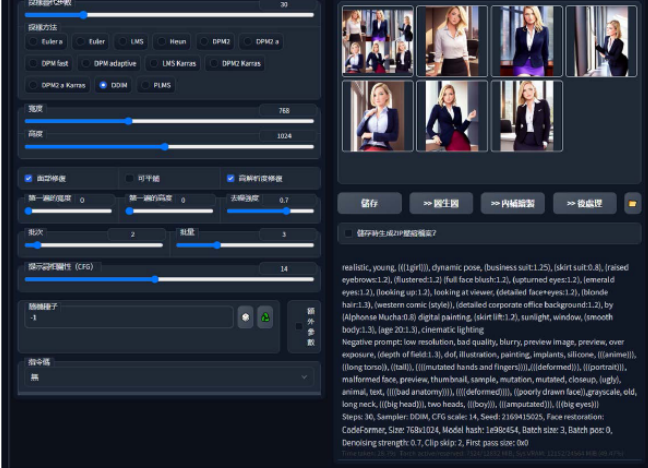 採樣迭代步數
30
採樣方法
Euler a
Euler
LMS
Heun
DPM2
DPM2 a
DPM fast
DPM adaptive
LMS Karras
DPM2 Karras
DPM2 a Karras
DDIM
PLMS
寬度
768
高度
1024
面部修復
可平鋪
高解析度修復
第一遍的寬度 0
第一遍的高度 0
去噪強度 0.7
批次 2
批量 3
提示詞相關性 (CFG) 14
隨機種子
-1
額外參數
指令碼
無
儲存
>> 圖生圖
>> 內補繪製
>> 後處理
儲存時生成ZIP壓縮檔案?
realistic, young, (((1girl))), dynamic pose, (business suit:1.25), (skirt suit:0.8), (raised
eyebrows:1.2), (flustered:1.2) (full face blush:1.2), (upturned eyes:1.2), (emerald
eyes:1.2), (looking up:1.2), looking at viewer, (detailed face+eyes:1.2), (blonde
hair:1.3), (western comic (style)), (detailed corporate office background:1.2), by
(Alphonse Mucha:0.8) digital painting, (skirt lift:1.2), sunlight, window, (smooth
body:1.3), (age 20:1.3), cinematic lighting
Negative prompt: low resolution, bad quality, blurry, preview image, preview, over
exposure, (depth of field:1.3), dof, illustration, painting, implants, silicone, (((anime))),
((long torso)), ((tall)), ((((mutated hands and fingers)))),(((deformed))), (((portrait))),
malformed face, preview, thumbnail, sample, mutation, mutated, closeup, (ugly),
animal, text, ((((bad anatomy)))), ((((deformed)))), ((poorly drawn face)),grayscale, old,
long neck, (((big head))), two heads, (((boy))), (((amputated))), (((big eyes)))
Steps: 30, Sampler: DDIM, CFG scale: 14, Seed: 2169415025, Face restoration:
CodeFormer, Size: 768x1024, Model hash: 1e98c454, Batch size: 3, Batch pos: 0,
Denoising strength: 0.7, Clip skip: 2, First pass size: 0x0